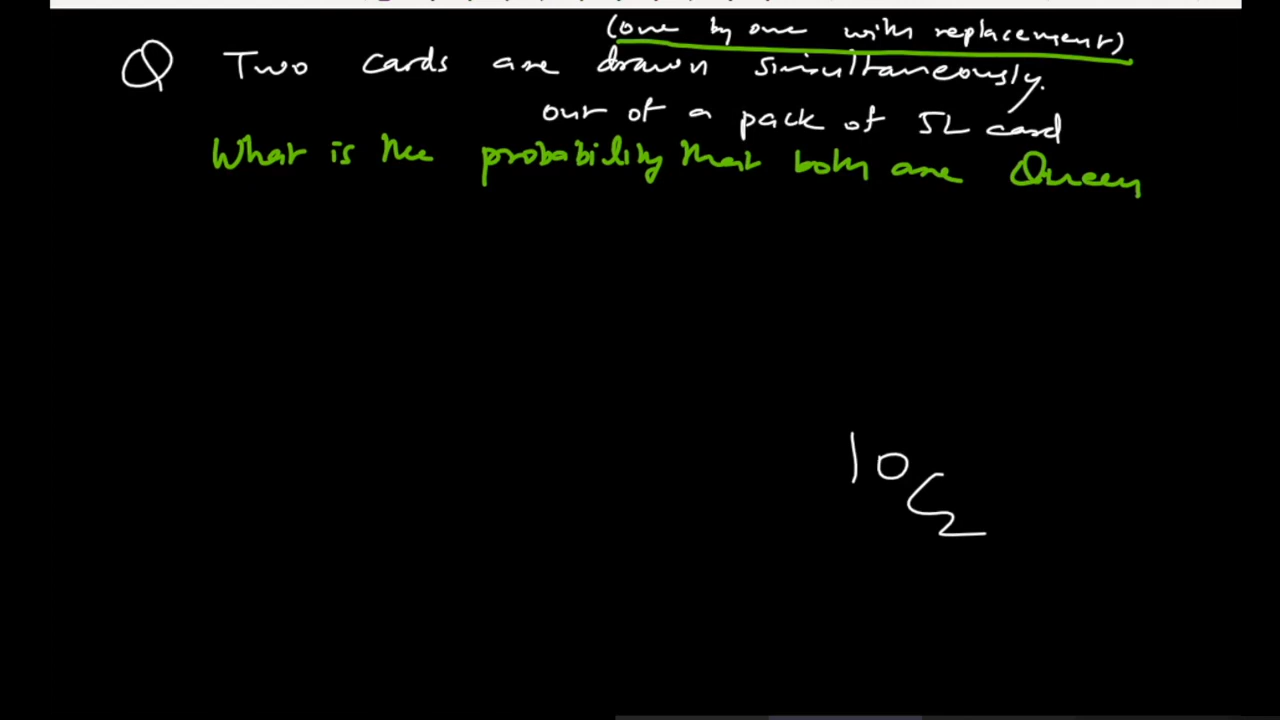 (one by one with replacement)
Q Two cards are drawn simultaneously.
out of a pack of 52 card
What is the probability that both are Queen
10C2